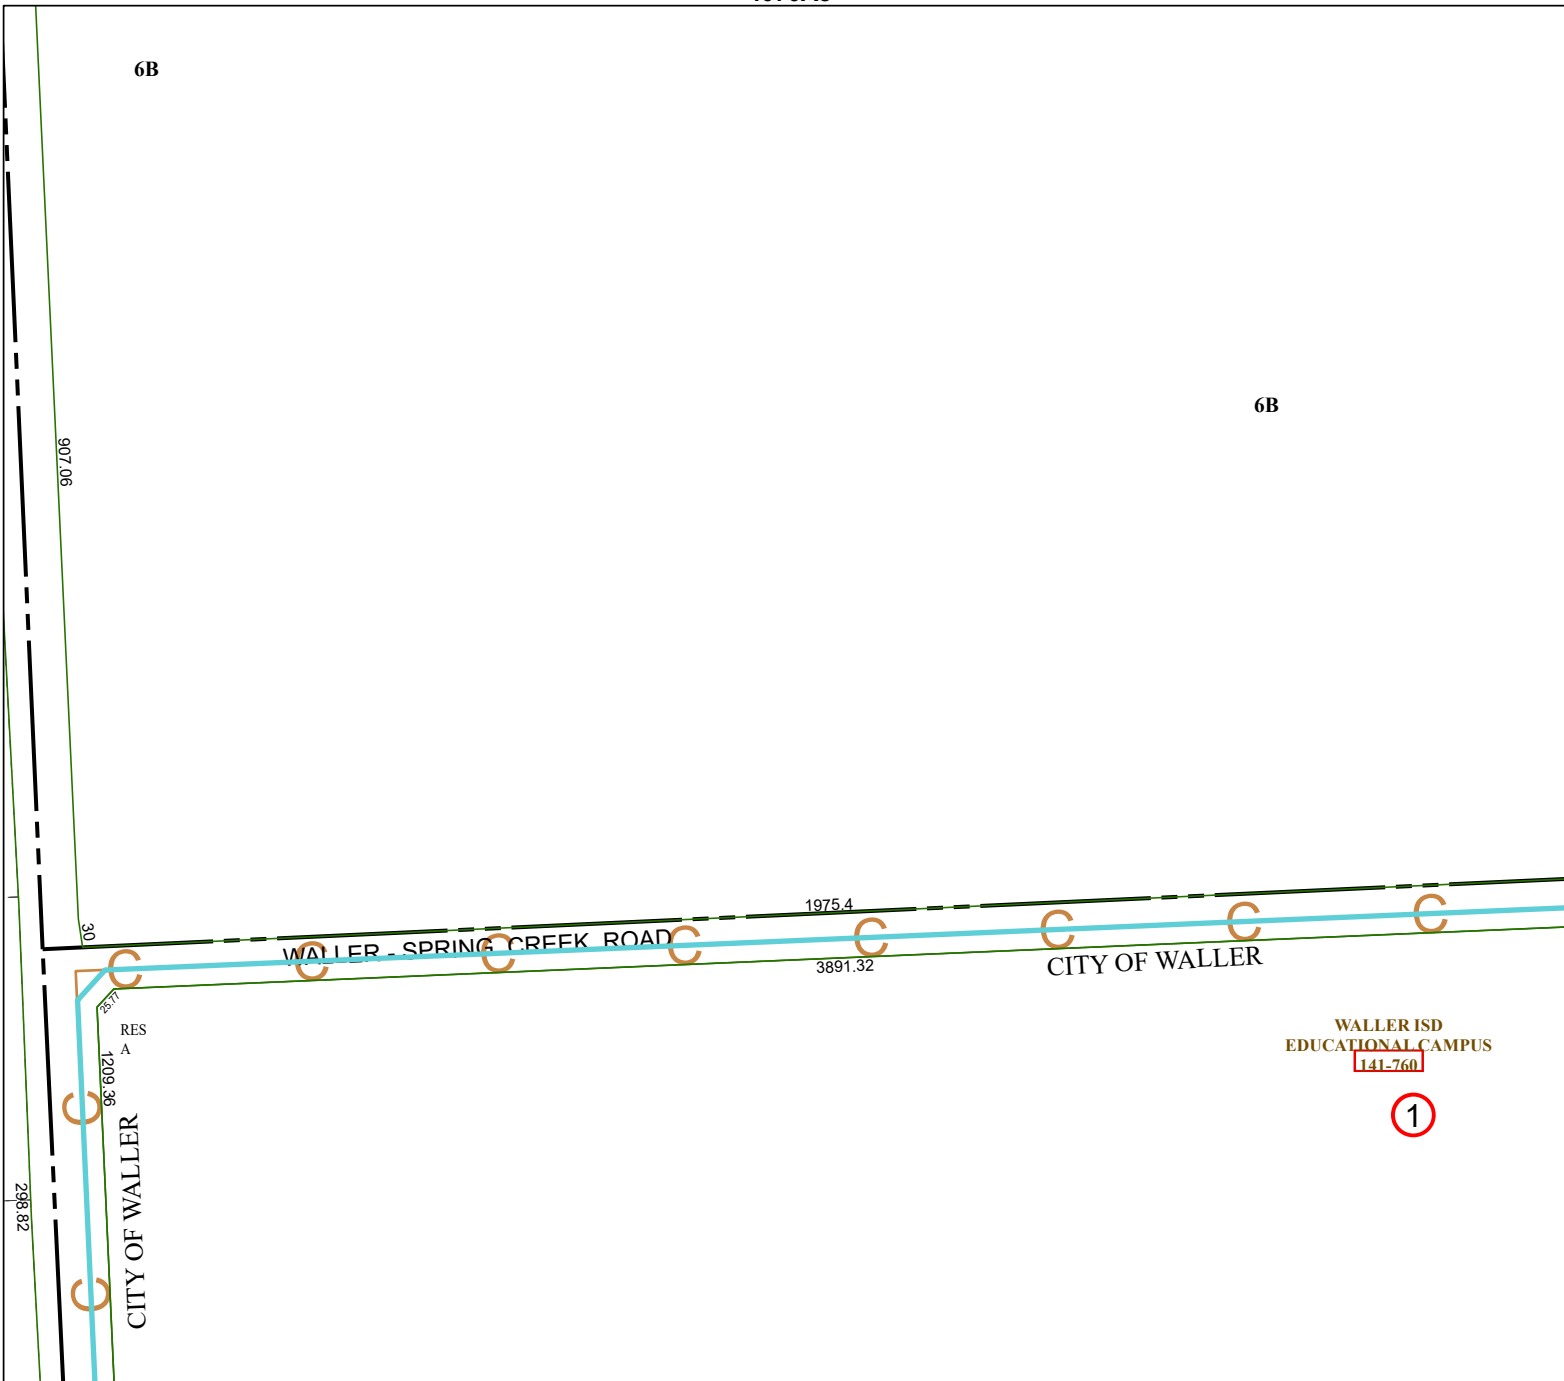 6B
6B
907.06
30
1975.4
WALLER - SPRING CREEK ROAD
3891.32
CITY OF WALLER
25.77
RES
A
1209.36
CITY OF WALLER
298.82
WALLER ISD
EDUCATIONAL CAMPUS
141-760
1
C
C
C
C
C
C
C
C
C
C